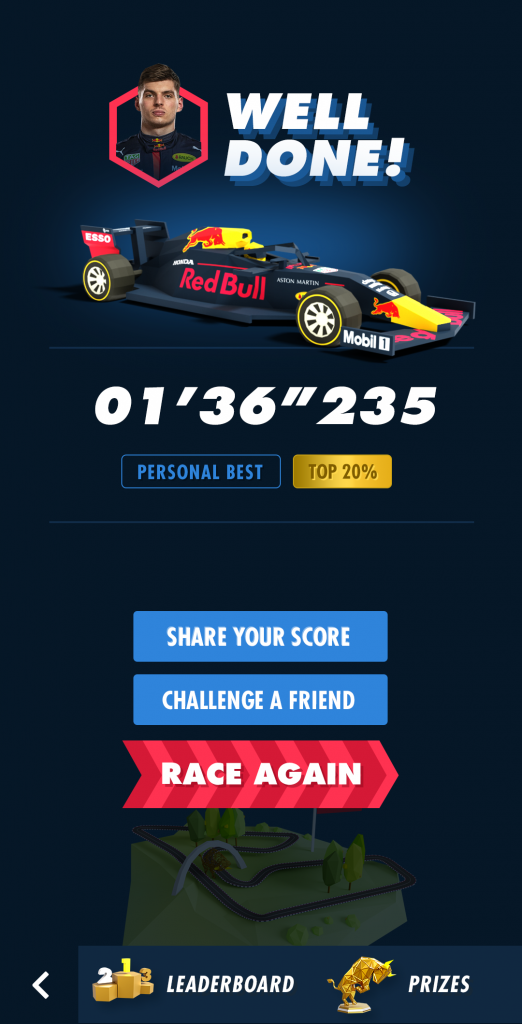 WELL
DONE!
ESSO
HONDA
Red Bull
ASTON MARTIN
Mobil 1
01'36"235
PERSONAL BEST
TOP 20%
SHARE YOUR SCORE
CHALLENGE A FRIEND
RACE AGAIN
2 1 3
LEADERBOARD
PRIZES